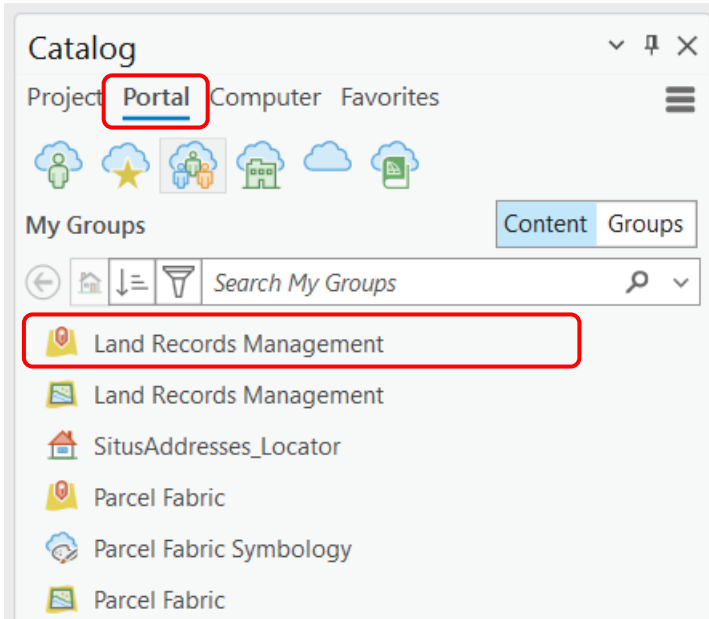 Catalog
Project Portal Computer Favorites
My Groups Content Groups
Search My Groups
Land Records Management
Land Records Management
SitusAddresses_Locator
Parcel Fabric
Parcel Fabric Symbology
Parcel Fabric